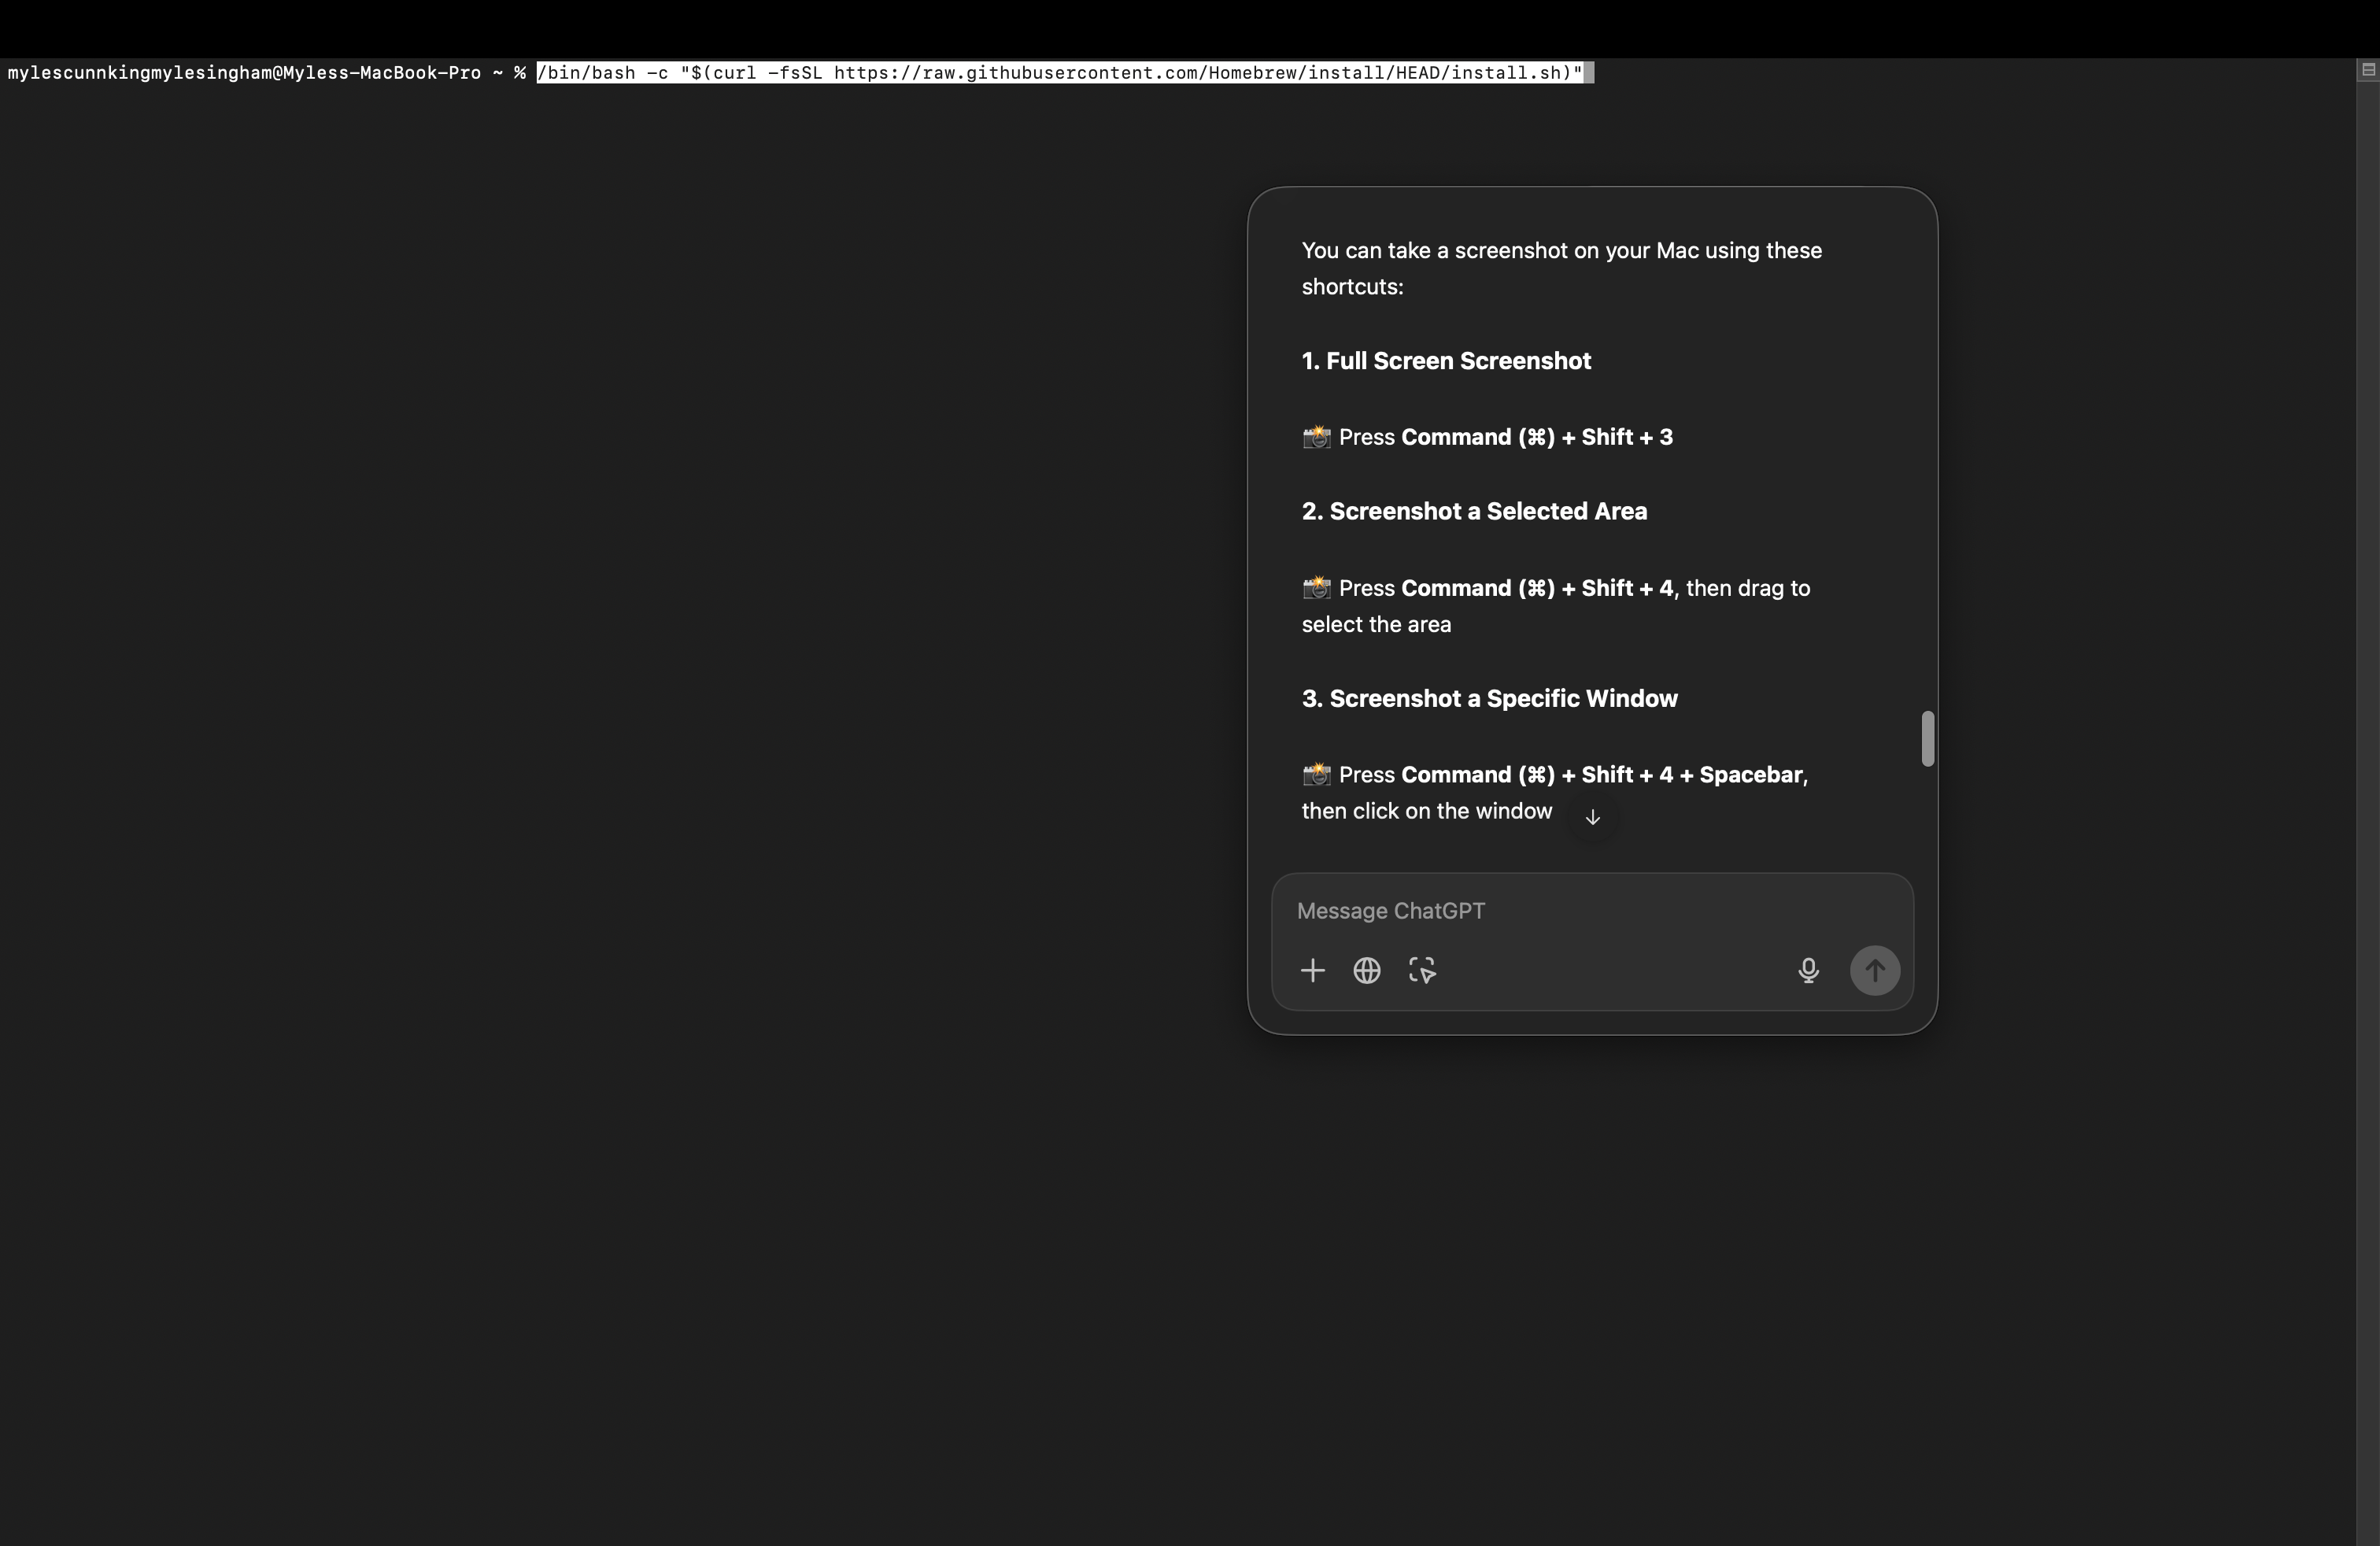 mylescunnkingmylesingham@Myless-MacBook-Pro ~ % /bin/bash -c "$(curl -fsSL https://raw.githubusercontent.com/Homebrew/install/HEAD/install.sh)"
You can take a screenshot on your Mac using these
shortcuts:
1. Full Screen Screenshot
📸 Press Command (⌘) + Shift + 3
2. Screenshot a Selected Area
📸 Press Command (⌘) + Shift + 4, then drag to
select the area
3. Screenshot a Specific Window
📸 Press Command (⌘) + Shift + 4 + Spacebar,
then click on the window
Message ChatGPT